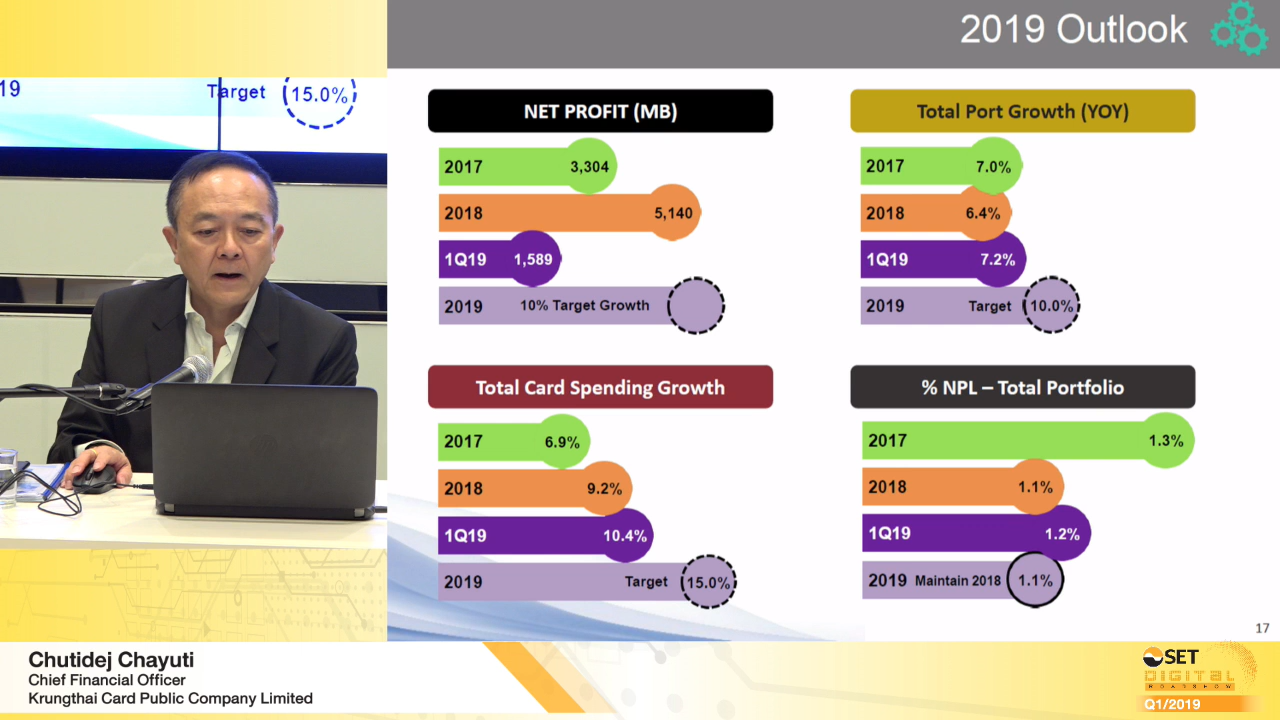 19
Target 15.0%
2019 Outlook
NET PROFIT (MB)
2017 3,304
2018 5,140
1Q19 1,589
2019 10% Target Growth
Total Port Growth (YOY)
2017 7.0%
2018 6.4%
1Q19 7.2%
2019 Target 10.0%
Total Card Spending Growth
2017 6.9%
2018 9.2%
1Q19 10.4%
2019 Target 15.0%
% NPL – Total Portfolio
2017 1.3%
2018 1.1%
1Q19 1.2%
2019 Maintain 2018 1.1%
17
Chutidej Chayuti
Chief Financial Officer
Krungthai Card Public Company Limited
SET
DIGITAL
ROADSHOW
Q1/2019